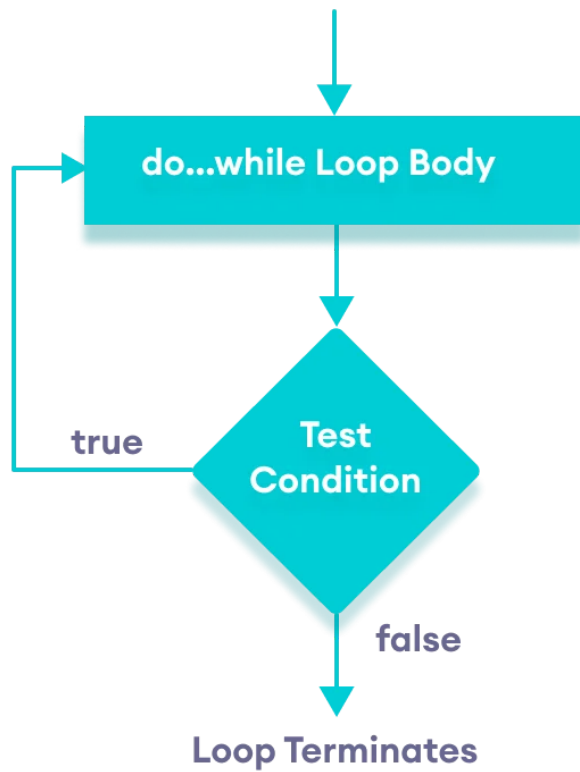 do...while Loop Body
true
Test
Condition
false
Loop Terminates